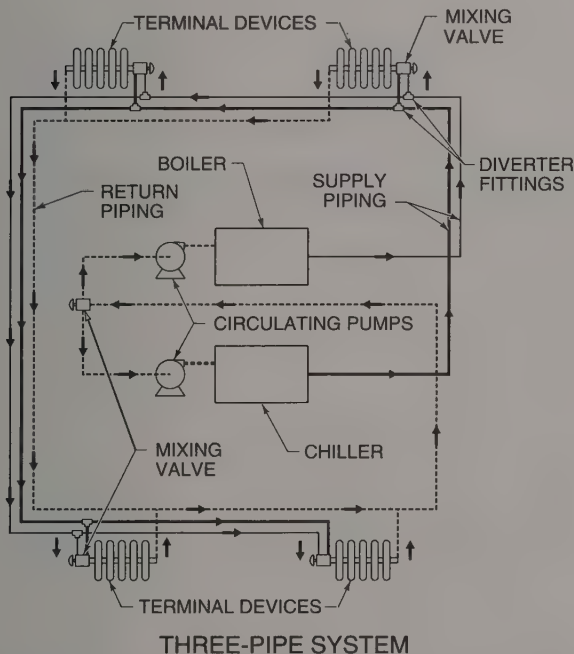 TERMINAL DEVICES
MIXING
VALVE
BOILER
SUPPLY
PIPING
DIVERTER
FITTINGS
RETURN
PIPING
CIRCULATING PUMPS
MIXING
VALVE
CHILLER
TERMINAL DEVICES
THREE-PIPE SYSTEM